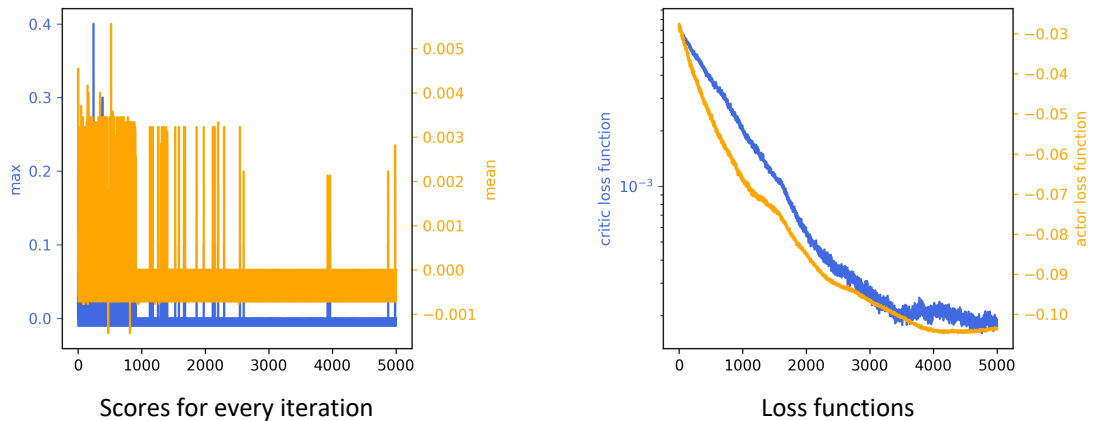 0.4
0.3
0.2
0.1
0.0
max
0.005
0.004
0.003
0.002
0.001
0.000
−0.001
mean
0 1000 2000 3000 4000 5000
Scores for every iteration
10⁻³
critic loss function
−0.03
−0.04
−0.05
−0.06
−0.07
−0.08
−0.09
−0.10
actor loss function
0 1000 2000 3000 4000 5000
Loss functions